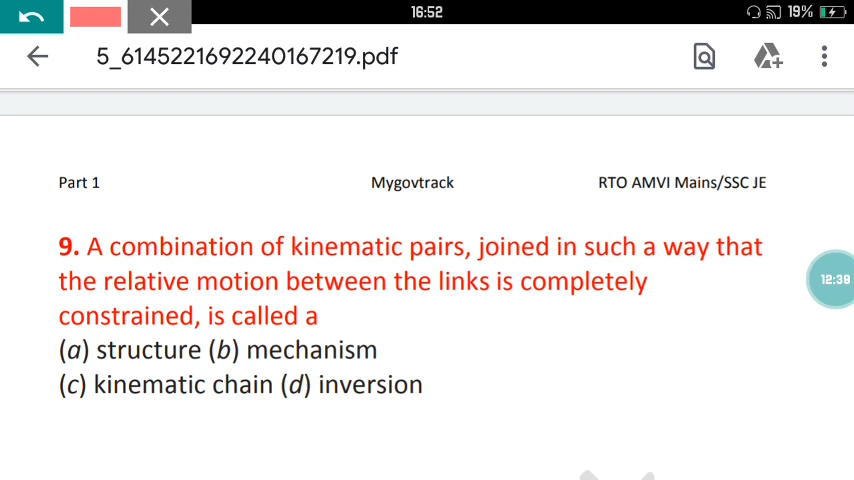 16:52
19%
5_6145221692240167219.pdf
Part 1 Mygovtrack RTO AMVI Mains/SSC JE
9. A combination of kinematic pairs, joined in such a way that
the relative motion between the links is completely
constrained, is called a
(a) structure (b) mechanism
(c) kinematic chain (d) inversion
12:38